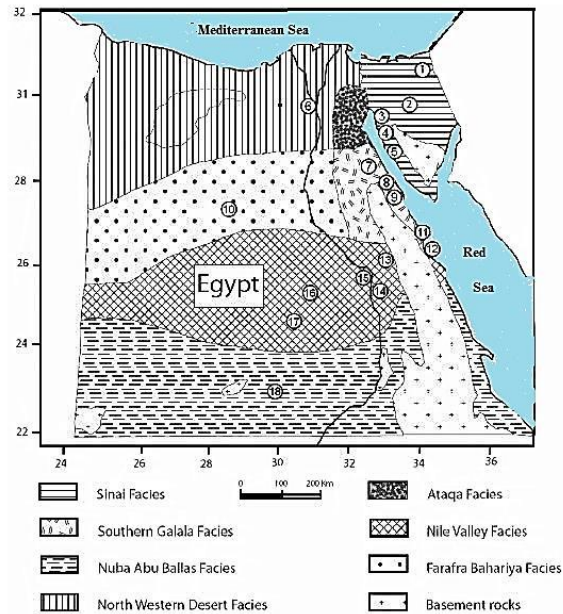 32
Mediterranean Sea
1
31
2
6
3
4
5
7
28
8
9
10
11
12
Red
Sea
26
13
Egypt
15
16
14
17
24
18
22
24
28
30
32
34
36
0
100
200 Km
Sinai Facies
Ataqa Facies
Southern Galala Facies
Nile Valley Facies
Nuba Abu Ballas Facies
Farafra Bahariya Facies
North Western Desert Facies
Basement rocks